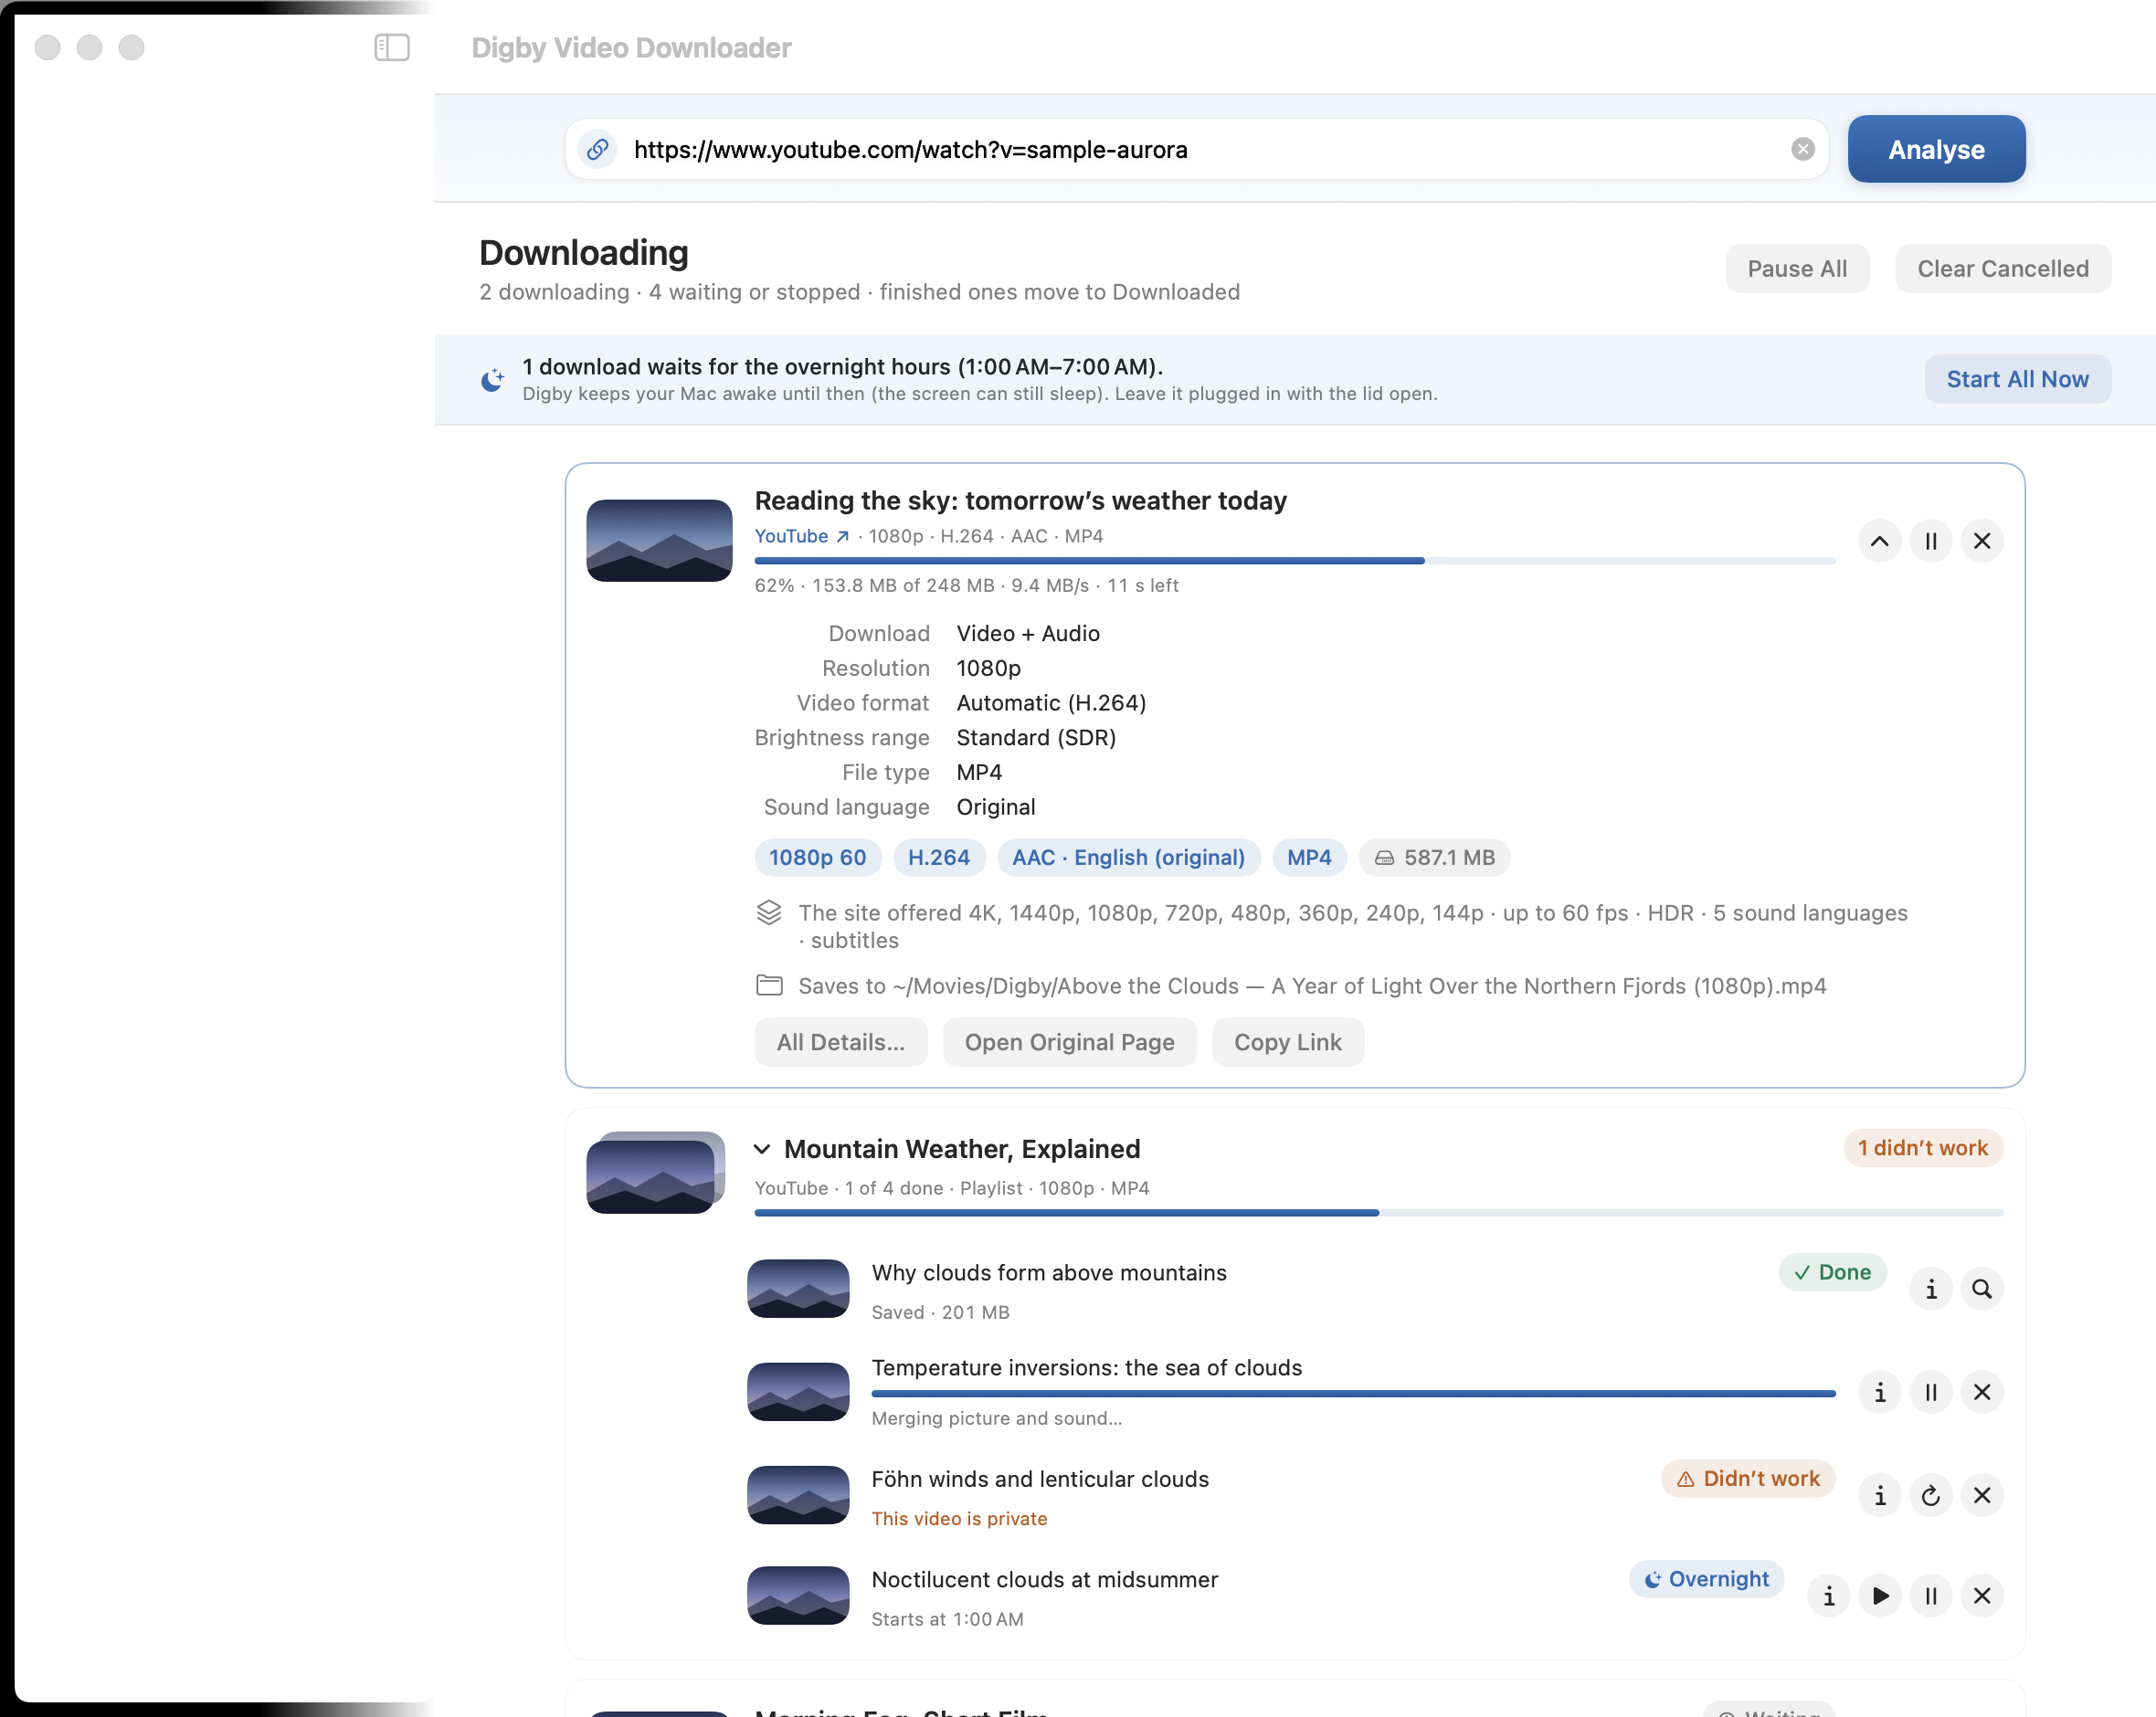 Digby Video Downloader
https://www.youtube.com/watch?v=sample-aurora
Analyse
Downloading
2 downloading · 4 waiting or stopped · finished ones move to Downloaded
Pause All
Clear Cancelled
1 download waits for the overnight hours (1:00 AM–7:00 AM).
Digby keeps your Mac awake until then (the screen can still sleep). Leave it plugged in with the lid open.
Start All Now
Reading the sky: tomorrow’s weather today
YouTube ↗ · 1080p · H.264 · AAC · MP4
62% · 153.8 MB of 248 MB · 9.4 MB/s · 11 s left
Download Video + Audio
Resolution 1080p
Video format Automatic (H.264)
Brightness range Standard (SDR)
File type MP4
Sound language Original
1080p 60 H.264 AAC · English (original) MP4 587.1 MB
The site offered 4K, 1440p, 1080p, 720p, 480p, 360p, 240p, 144p · up to 60 fps · HDR · 5 sound languages
· subtitles
Saves to ~/Movies/Digby/Above the Clouds — A Year of Light Over the Northern Fjords (1080p).mp4
All Details… Open Original Page Copy Link
Mountain Weather, Explained
1 didn’t work
YouTube · 1 of 4 done · Playlist · 1080p · MP4
Why clouds form above mountains
Done
Saved · 201 MB
Temperature inversions: the sea of clouds
Merging picture and sound…
Föhn winds and lenticular clouds
Didn’t work
This video is private
Noctilucent clouds at midsummer
Overnight
Starts at 1:00 AM
Morning Fog, Short Film
Waiting